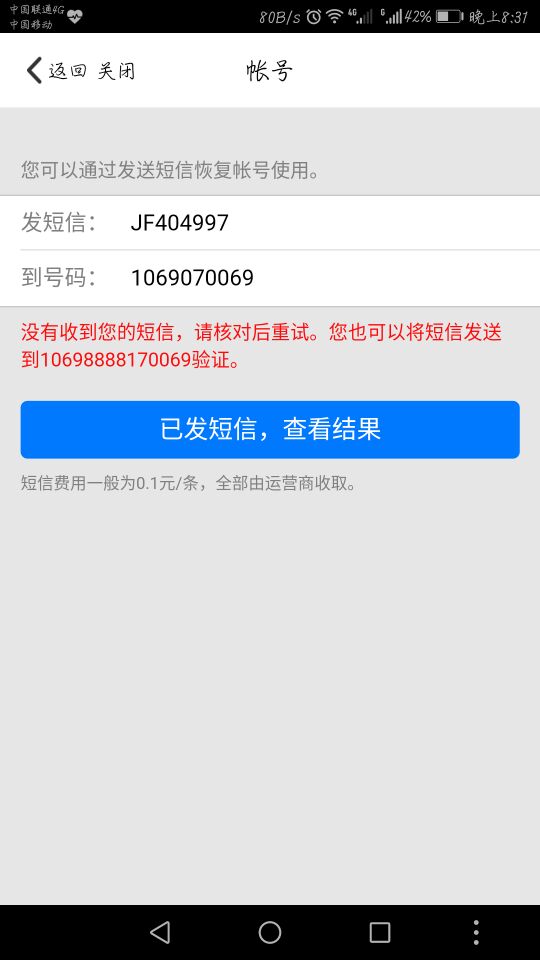 中国联通4G
中国移动
80B/s 4G G 42% 晚上8:31
返回 关闭 帐号
您可以通过发送短信恢复帐号使用。
发短信： JF404997
到号码： 1069070069
没有收到您的短信，请核对后重试。您也可以将短信发送
到10698888170069验证。
已发短信，查看结果
短信费用一般为0.1元/条，全部由运营商收取。